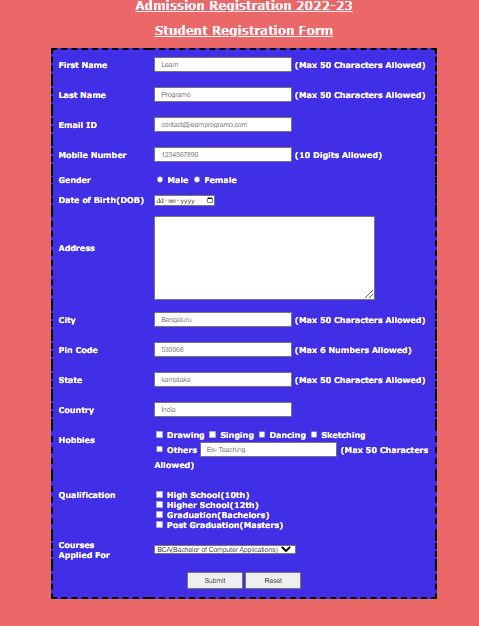 Admission Registration 2022-23
Student Registration Form
First Name Learn (Max 50 Characters Allowed)
Last Name Programo (Max 50 Characters Allowed)
Email ID contact@learnprogramo.com
Mobile Number 1234567890 (10 Digits Allowed)
Gender Male Female
Date of Birth(DOB) dd-mm-yyyy
Address
City Bangaluru (Max 50 Characters Allowed)
Pin Code 530068 (Max 6 Numbers Allowed)
State karnataka (Max 50 Characters Allowed)
Country India
Hobbies Drawing Singing Dancing Sketching
Others Ex- Teaching (Max 50 Characters
Allowed)
Qualification High School(10th)
Higher School(12th)
Graduation(Bachelors)
Post Graduation(Masters)
Courses
Applied For BCA(Bachelor of Computer Applications)
Submit Reset